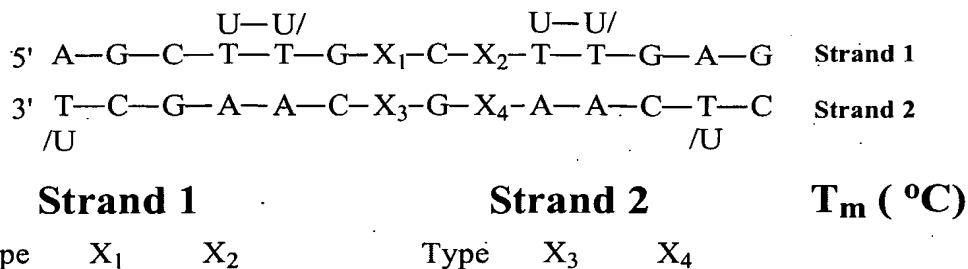 U—U/ U—U/
5' A—G—C—T—T—G—X₁—C—X₂—T—T—G—A—G Strand 1
3' T—C—G—A—A—C—X₃—G—X₄—A—A—C—T—C Strand 2
/U /U
Strand 1 Strand 2 Tm ( °C)
pe X₁ X₂ Type X₃ X₄